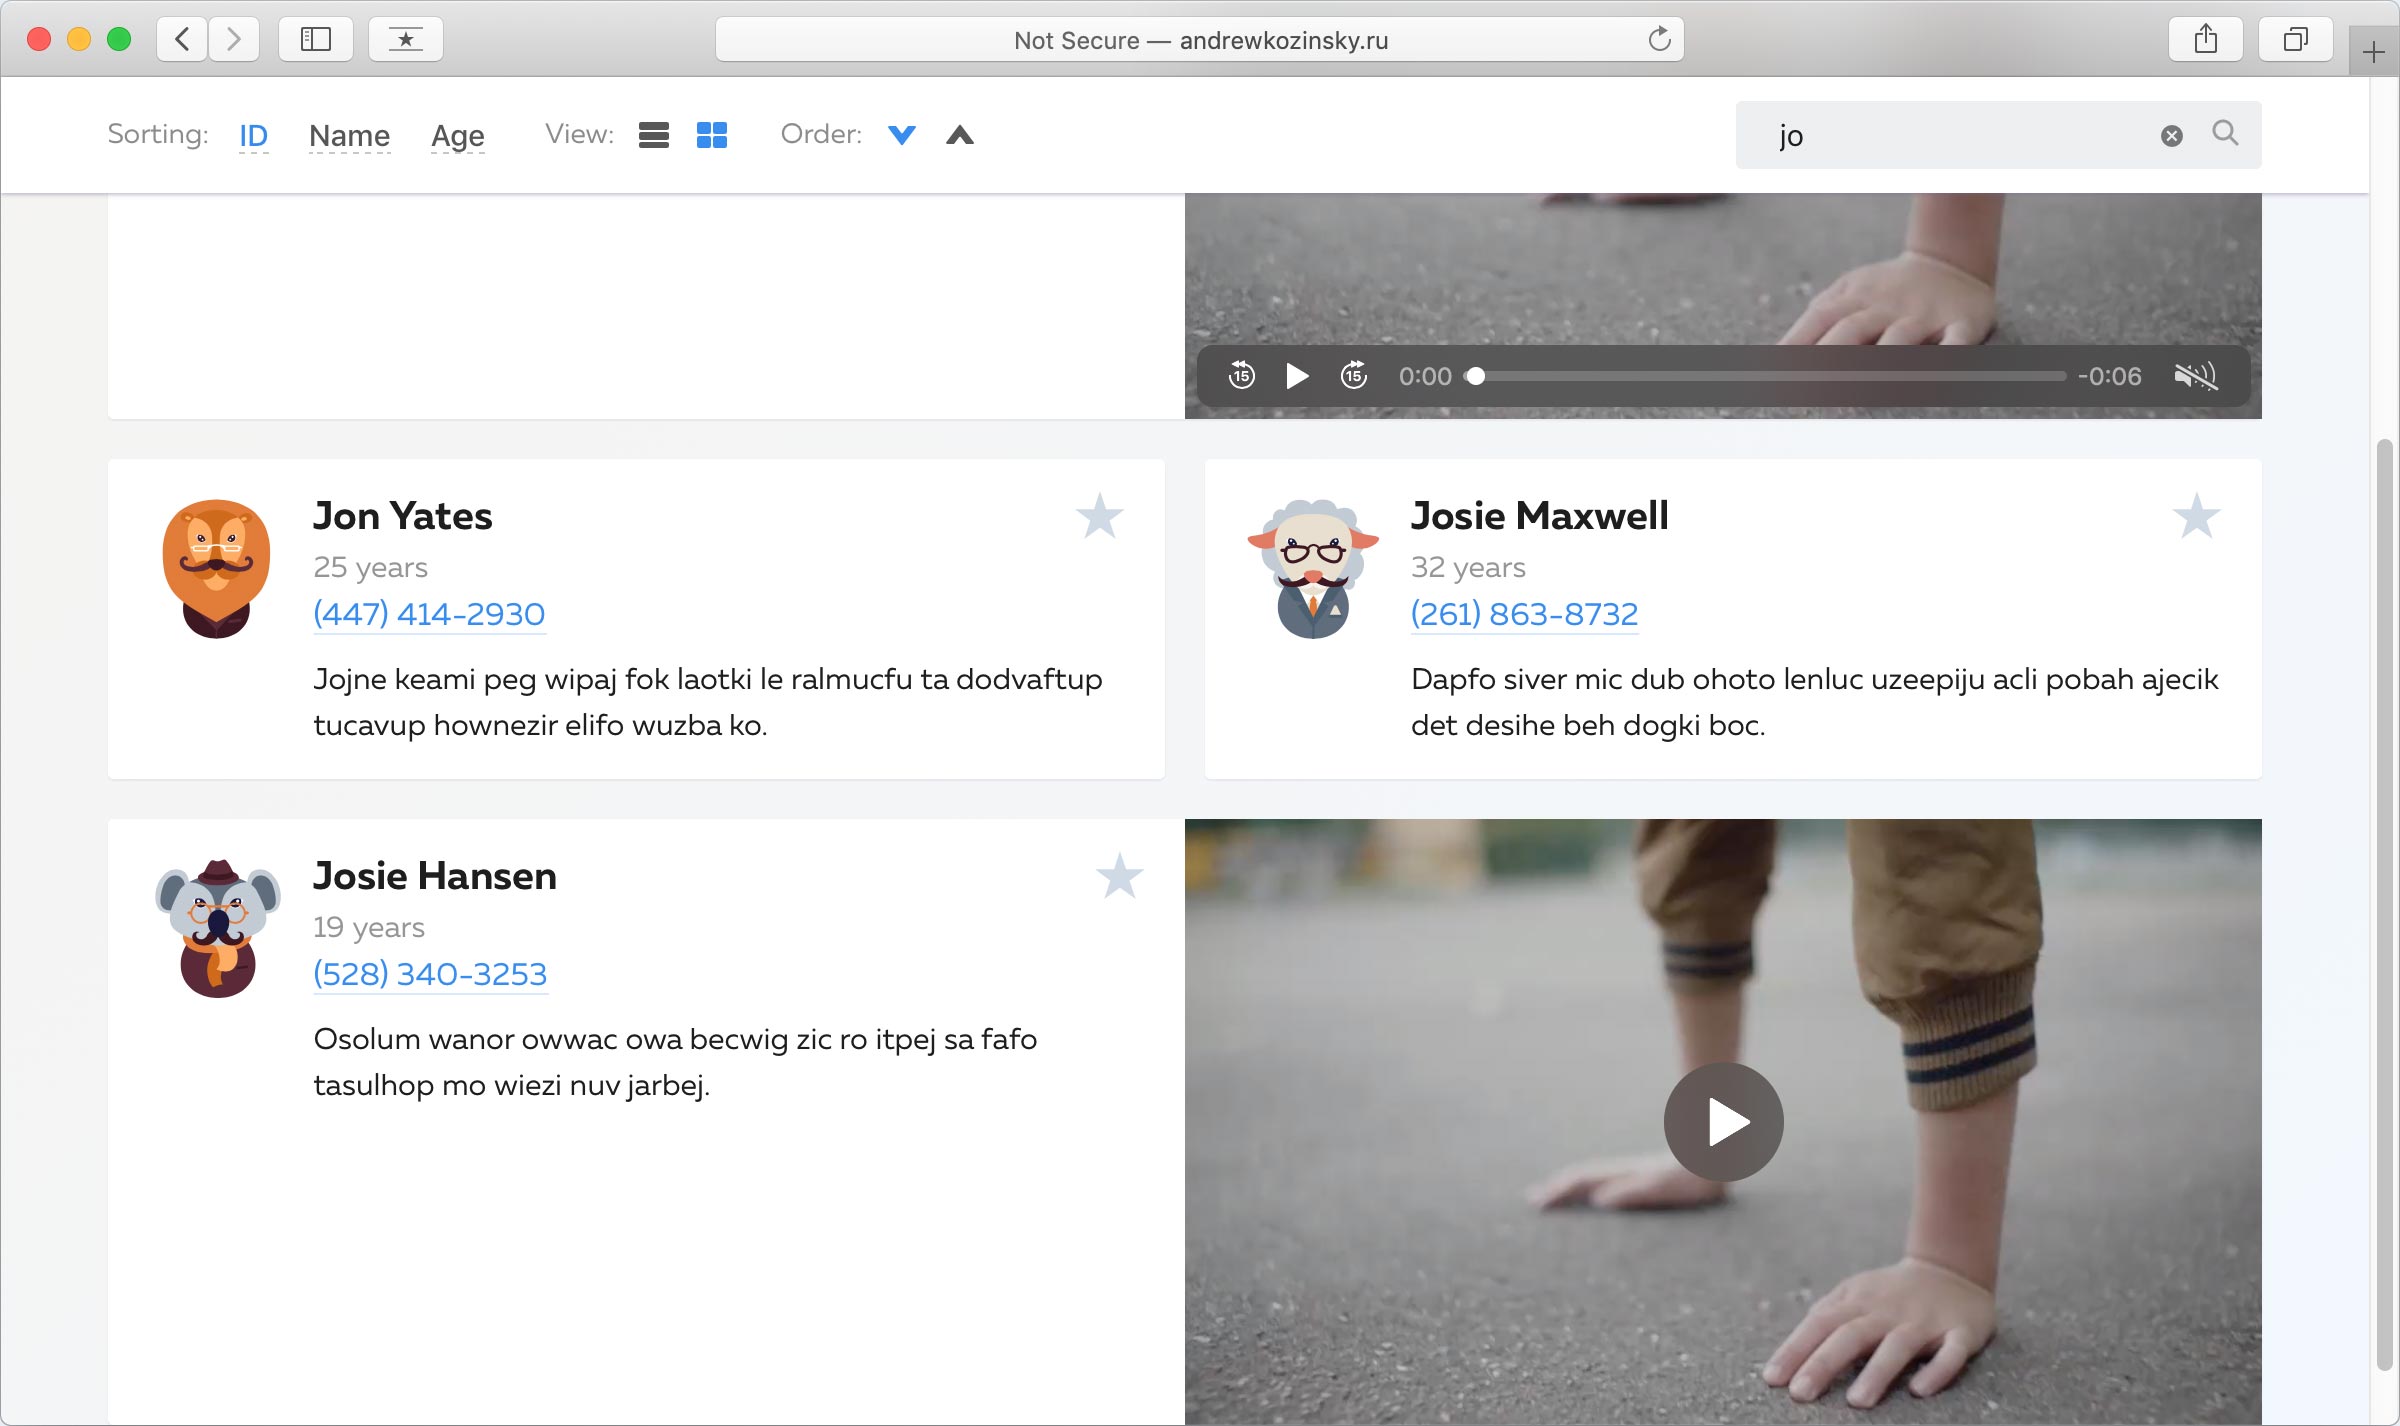 Not Secure — andrewkozinsky.ru
Sorting: ID Name Age View: Order: jo
15 15 0:00 -0:06
Jon Yates
25 years
(447) 414-2930
Jojne keami peg wipaj fok laotki le ralmucfu ta dodvaftup
tucavup hownezir elifo wuzba ko.
Josie Maxwell
32 years
(261) 863-8732
Dapfo siver mic dub ohoto lenluc uzeepiju acli pobah ajecik
det desihe beh dogki boc.
Josie Hansen
19 years
(528) 340-3253
Osolum wanor owwac owa becwig zic ro itpej sa fafo
tasulhop mo wiezi nuv jarbej.